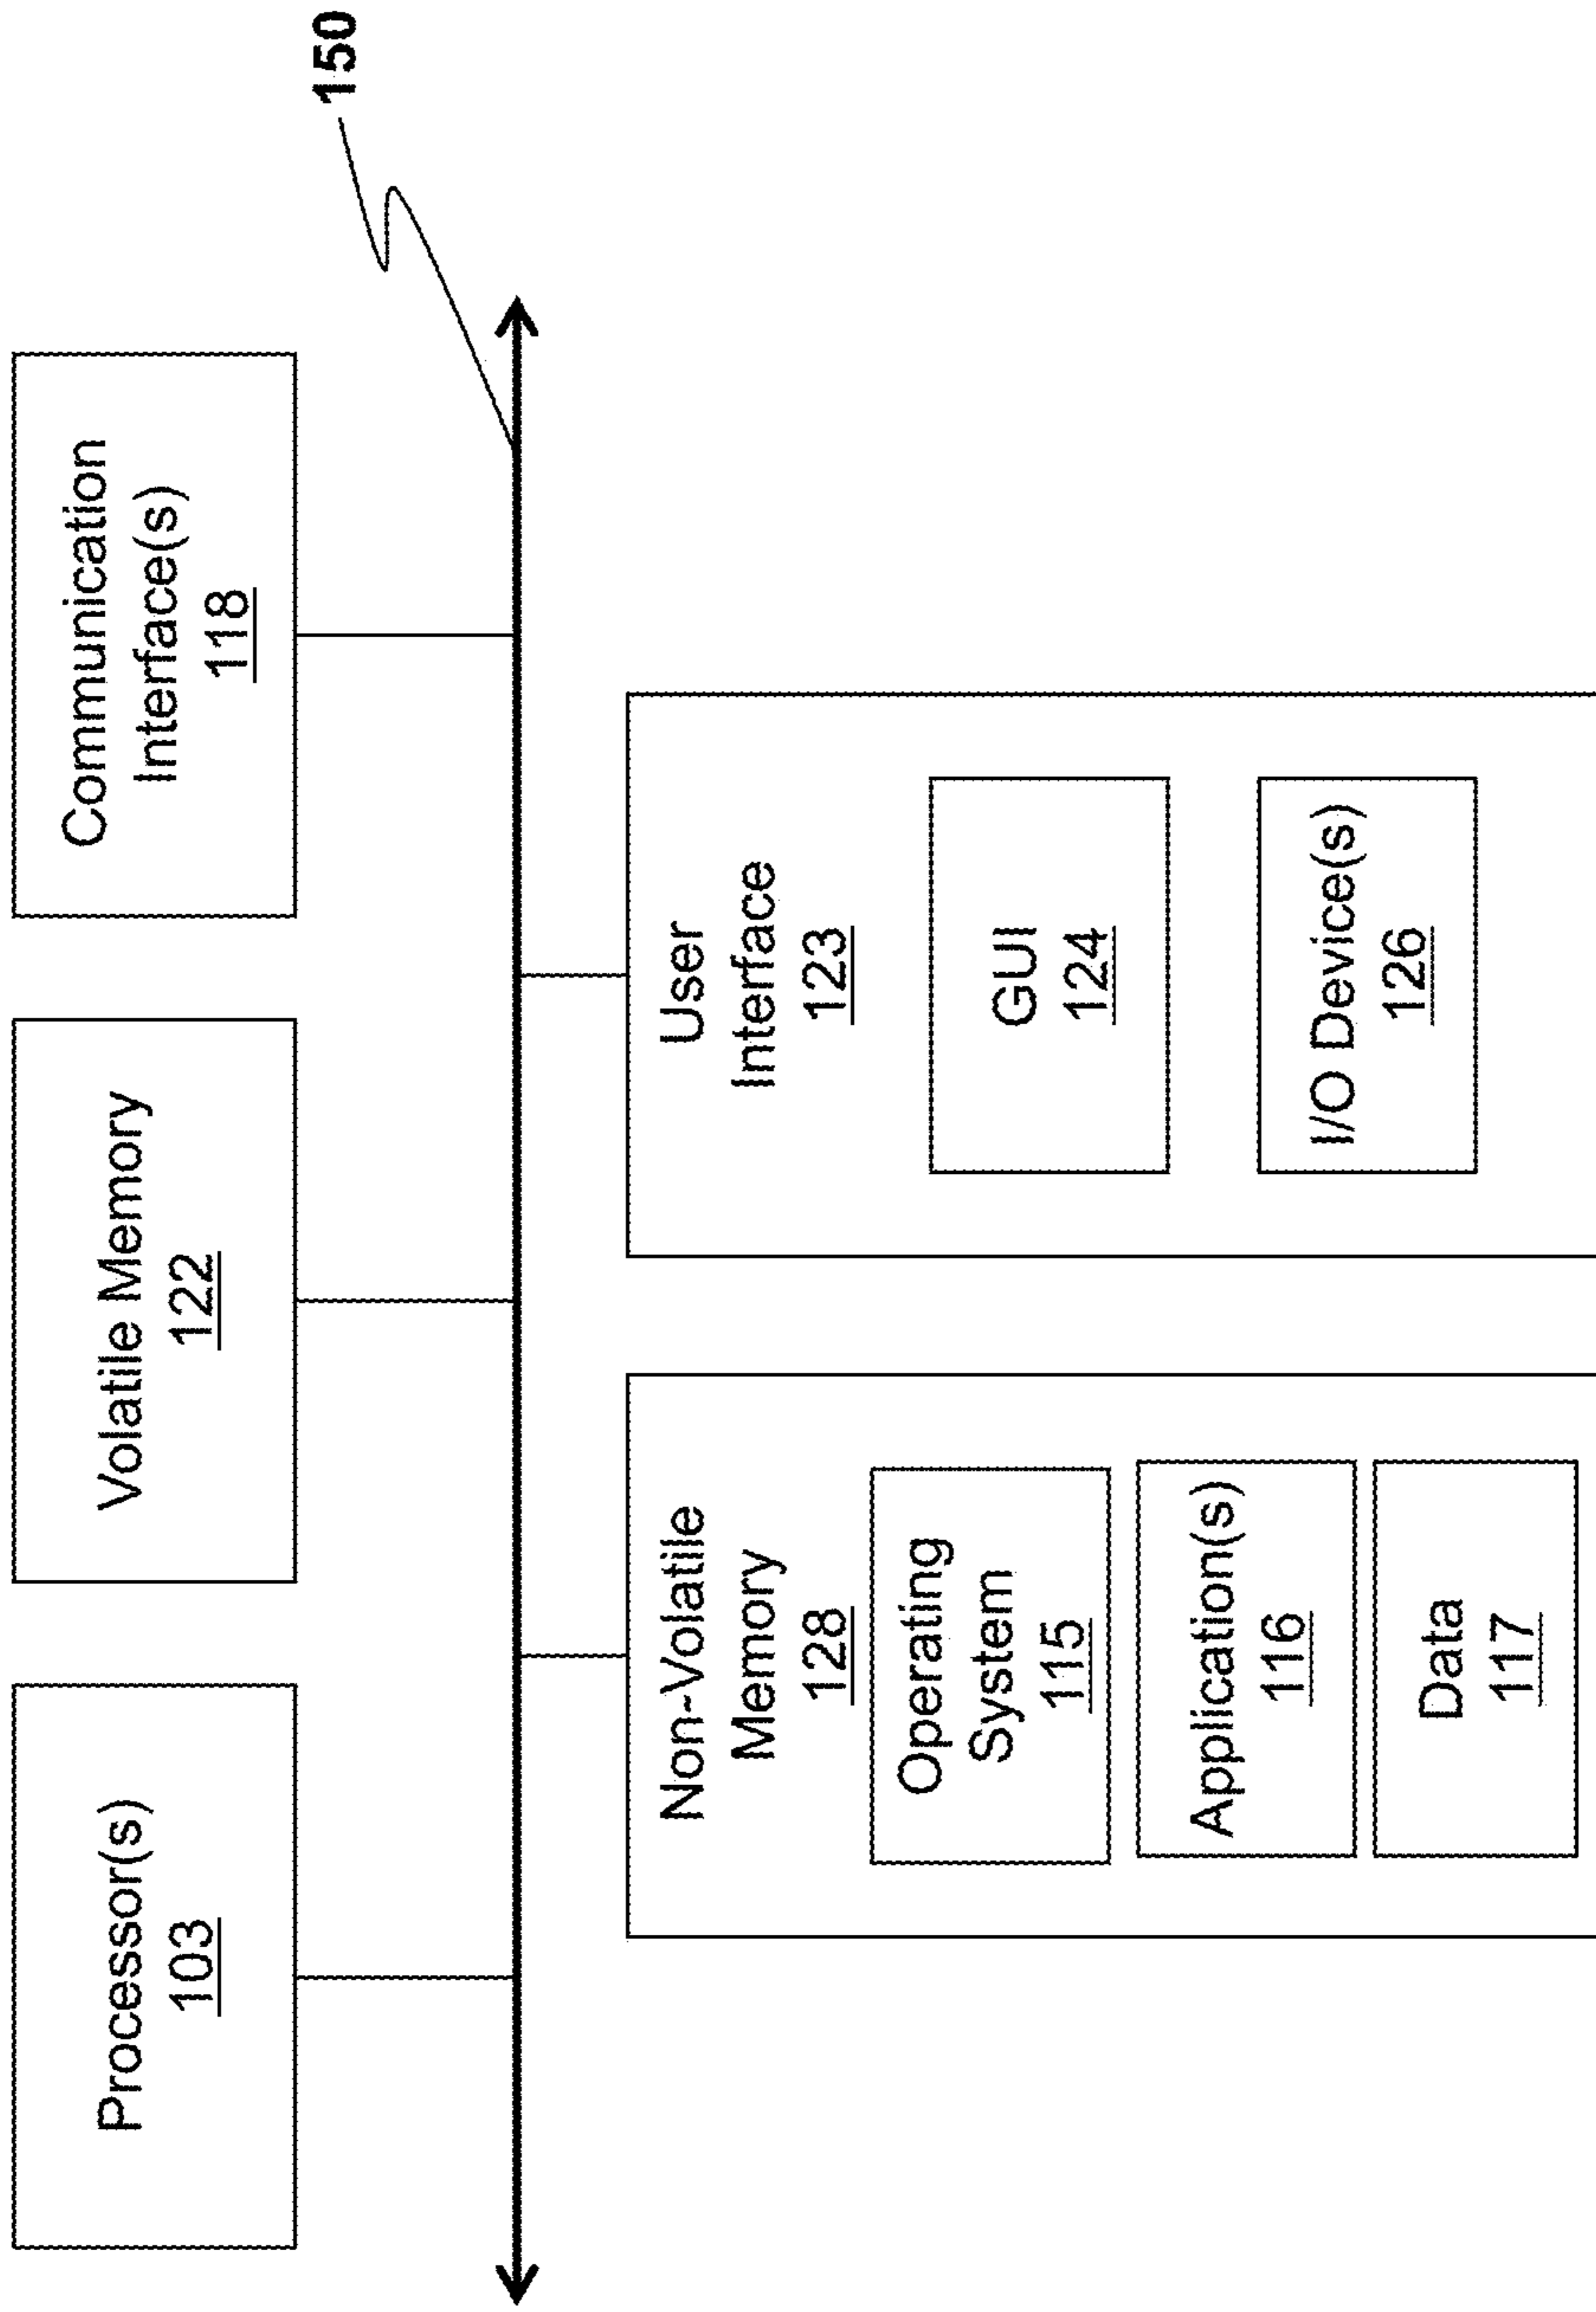 Processor(s)
103
Volatile Memory
122
Communication
Interface(s)
118
150
Non-Volatile
Memory
128
Operating
System
115
Application(s)
116
Data
117
User
Interface
123
GUI
124
I/O Device(s)
126